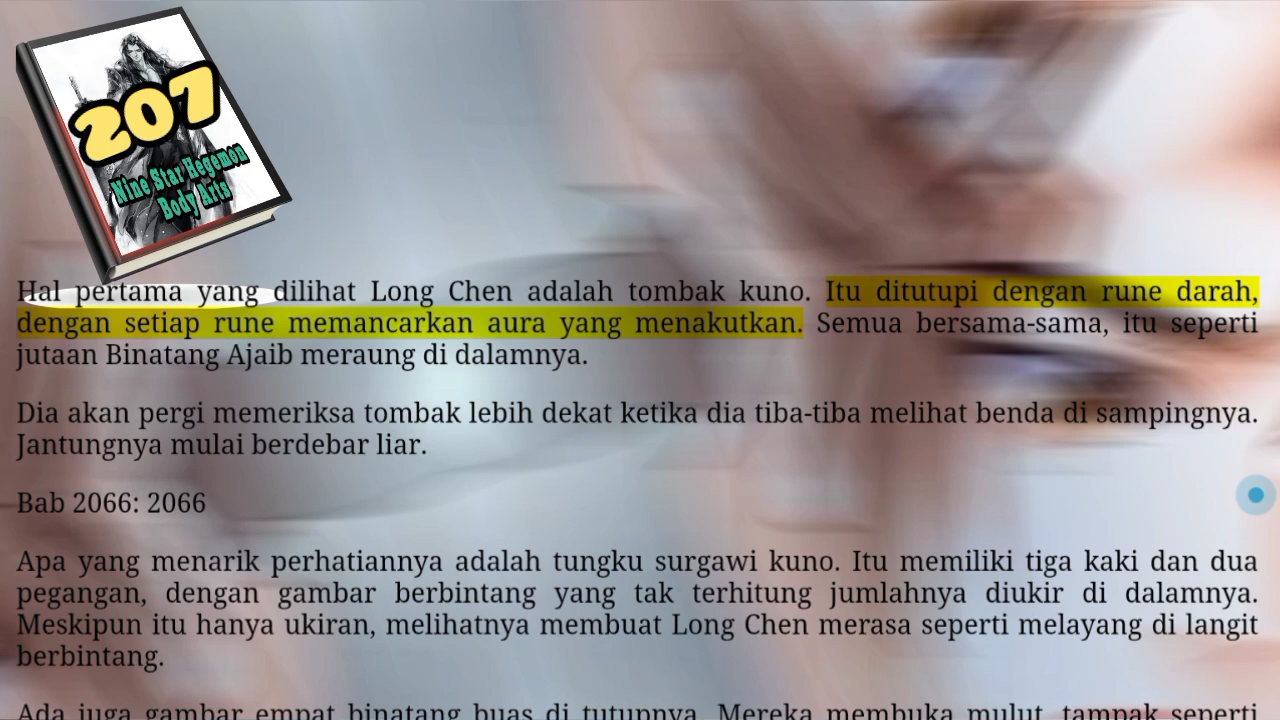 207
Nine Star Hegemon
Body Arts
Hal pertama yang dilihat Long Chen adalah tombak kuno. Itu ditutupi dengan rune darah,
dengan setiap rune memancarkan aura yang menakutkan. Semua bersama-sama, itu seperti
jutaan Binatang Ajaib meraung di dalamnya.
Dia akan pergi memeriksa tombak lebih dekat ketika dia tiba-tiba melihat benda di sampingnya.
Jantungnya mulai berdebar liar.
Bab 2066: 2066
Apa yang menarik perhatiannya adalah tungku surgawi kuno. Itu memiliki tiga kaki dan dua
pegangan, dengan gambar berbintang yang tak terhitung jumlahnya diukir di dalamnya.
Meskipun itu hanya ukiran, melihatnya membuat Long Chen merasa seperti melayang di langit
berbintang.
Ada juga gambar empat binatang buas di tutupnya. Mereka membuka mulut, tampak seperti